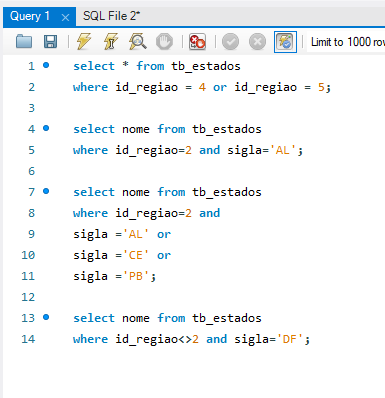 Query 1 SQL File 2*
Limit to 1000 row
1 select * from tb_estados
2 where id_regiao = 4 or id_regiao = 5;
3
4 select nome from tb_estados
5 where id_regiao=2 and sigla='AL';
6
7 select nome from tb_estados
8 where id_regiao=2 and
9 sigla ='AL' or
10 sigla ='CE' or
11 sigla ='PB';
12
13 select nome from tb_estados
14 where id_regiao<>2 and sigla='DF';